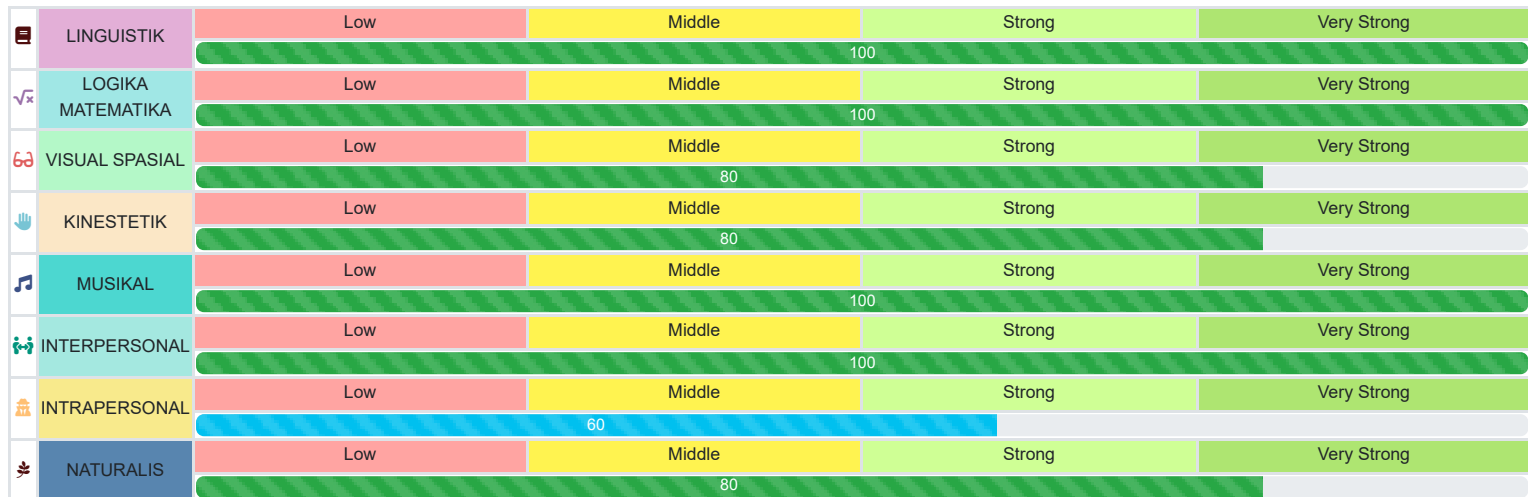 LINGUISTIK
Low Middle Strong Very Strong
100
LOGIKA
MATEMATIKA
Low Middle Strong Very Strong
100
VISUAL SPASIAL
Low Middle Strong Very Strong
80
KINESTETIK
Low Middle Strong Very Strong
80
MUSIKAL
Low Middle Strong Very Strong
100
INTERPERSONAL
Low Middle Strong Very Strong
100
INTRAPERSONAL
Low Middle Strong Very Strong
60
NATURALIS
Low Middle Strong Very Strong
80